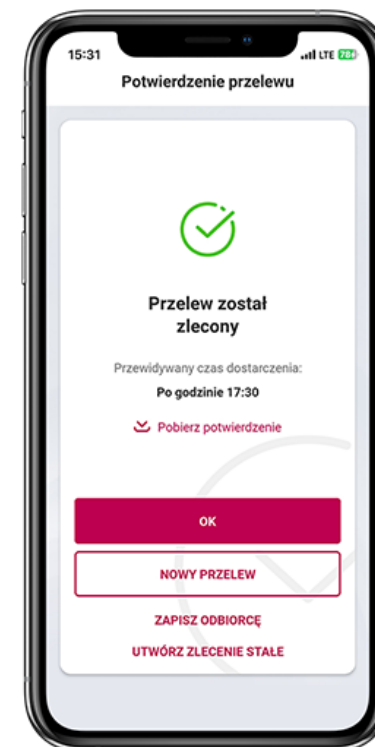 15:31 LTE 78
Potwierdzenie przelewu
Przelew został
zlecony
Przewidywany czas dostarczenia:
Po godzinie 17:30
Pobierz potwierdzenie
OK
NOWY PRZELEW
ZAPISZ ODBIORCĘ
UTWÓRZ ZLECENIE STAŁE